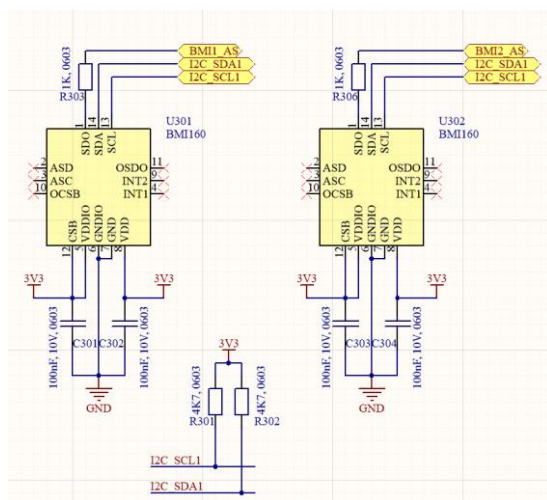 BMI1_AS
I2C_SDA1
I2C_SCL1
1K, 0603
R303
1
14
13
U301
BMI160
SDO
SDA
SCL
2
ASD
3
ASC
10
OCSB
OSDO
11
INT2
9
INT1
4
CSB
VDDIO
GNDIO
GND
VDD
12
5
6
7
8
3V3
3V3
100nF, 10V, 0603
C301
C302
100nF, 10V, 0603
GND
BMI2_AS
I2C_SDA1
I2C_SCL1
1K, 0603
R306
1
14
13
U302
BMI160
SDO
SDA
SCL
2
ASD
3
ASC
10
OCSB
OSDO
11
INT2
9
INT1
4
CSB
VDDIO
GNDIO
GND
VDD
12
5
6
7
8
3V3
3V3
100nF, 10V, 0603
C303
C304
100nF, 10V, 0603
GND
3V3
4K7, 0603
R301
4K7, 0603
R302
I2C_SCL1
I2C_SDA1